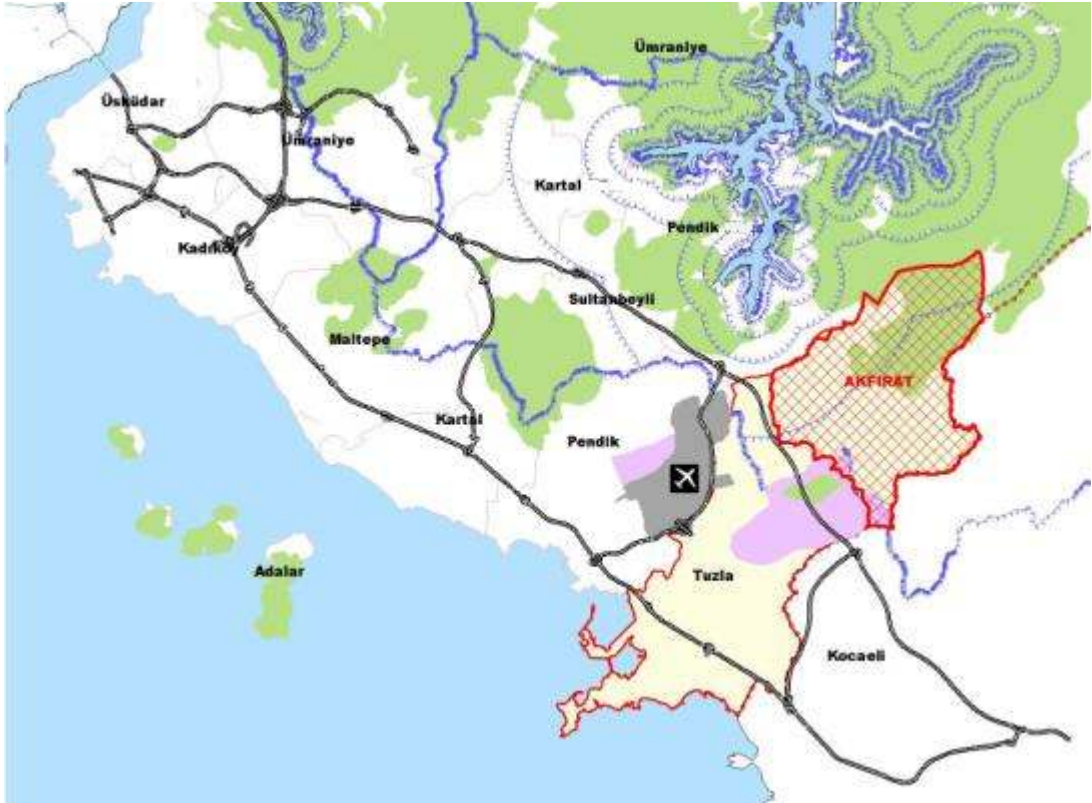 Ümraniye
Üsküdar
Ümraniye
Kartal
Pendik
Kadıköy
Sultanbeyli
Maltepe
AKFIRAT
Kartal
Pendik
Adalar
Tuzla
Kocaeli